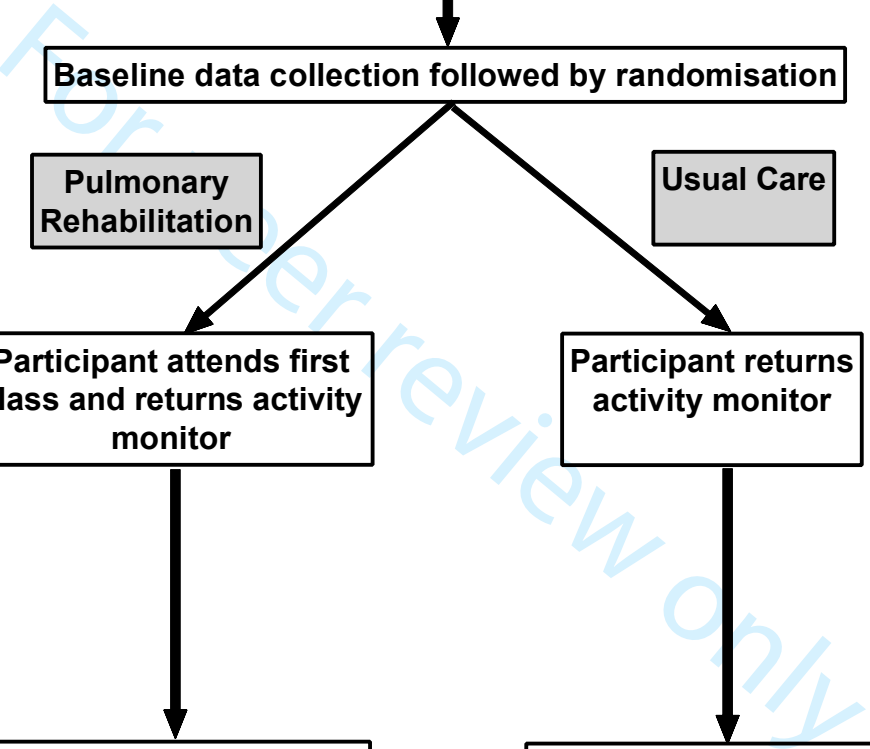 Baseline data collection followed by randomisation
Pulmonary
Rehabilitation
Usual Care
Participant attends first
lass and returns activity
monitor
Participant returns
activity monitor
For peer review only